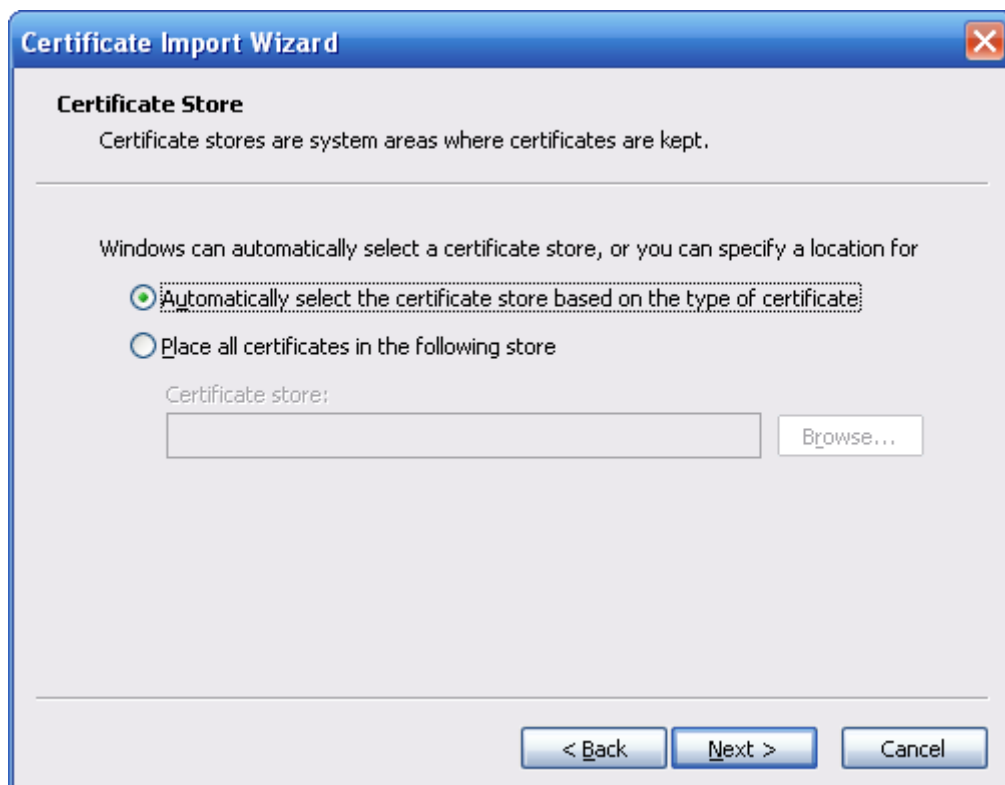 Certificate Import Wizard
Certificate Store
Certificate stores are system areas where certificates are kept.
Windows can automatically select a certificate store, or you can specify a location for
Automatically select the certificate store based on the type of certificate
Place all certificates in the following store
Certificate store:
Browse...
< Back Next > Cancel